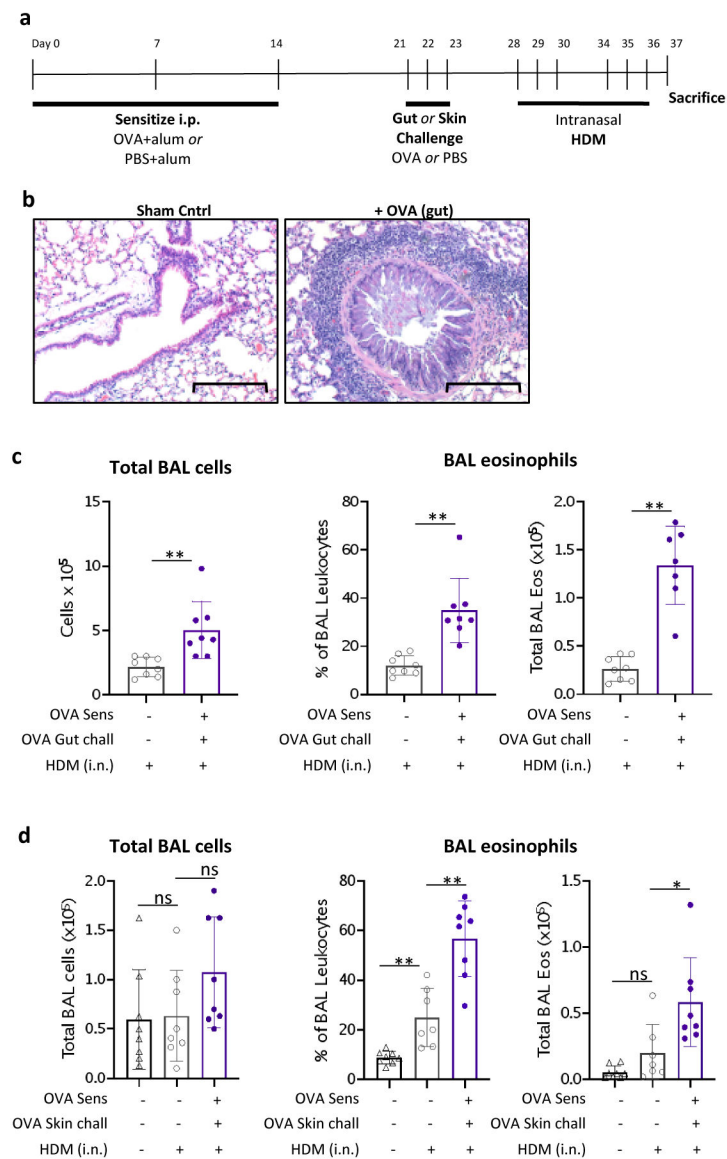 a
Day 0 7 14 21 22 23 28 29 30 34 35 36 37
Sensitize i.p.
OVA+alum or
PBS+alum
Gut or Skin
Challenge
OVA or PBS
Intranasal
HDM
Sacrifice
b
Sham Cntrl
+ OVA (gut)
c
Total BAL cells
BAL eosinophils
Cells x 10⁵
15
10
5
0
**
% of BAL Leukocytes
80
60
40
20
0
**
Total BAL Eos (x10⁵)
2.0
1.5
1.0
0.5
0
**
OVA Sens - + - + - +
OVA Gut chall - + - + - +
HDM (i.n.) + + + + + +
d
Total BAL cells
BAL eosinophils
Total BAL cells (x10⁵)
2.0
1.5
1.0
0.5
0.0
ns
ns
% of BAL Leukocytes
80
60
40
20
0
**
**
Total BAL Eos (x10⁵)
1.5
1.0
0.5
0.0
ns
*
OVA Sens - - + - - + - - +
OVA Skin chall - - + - - + - - +
HDM (i.n.) - + + - + + - + +